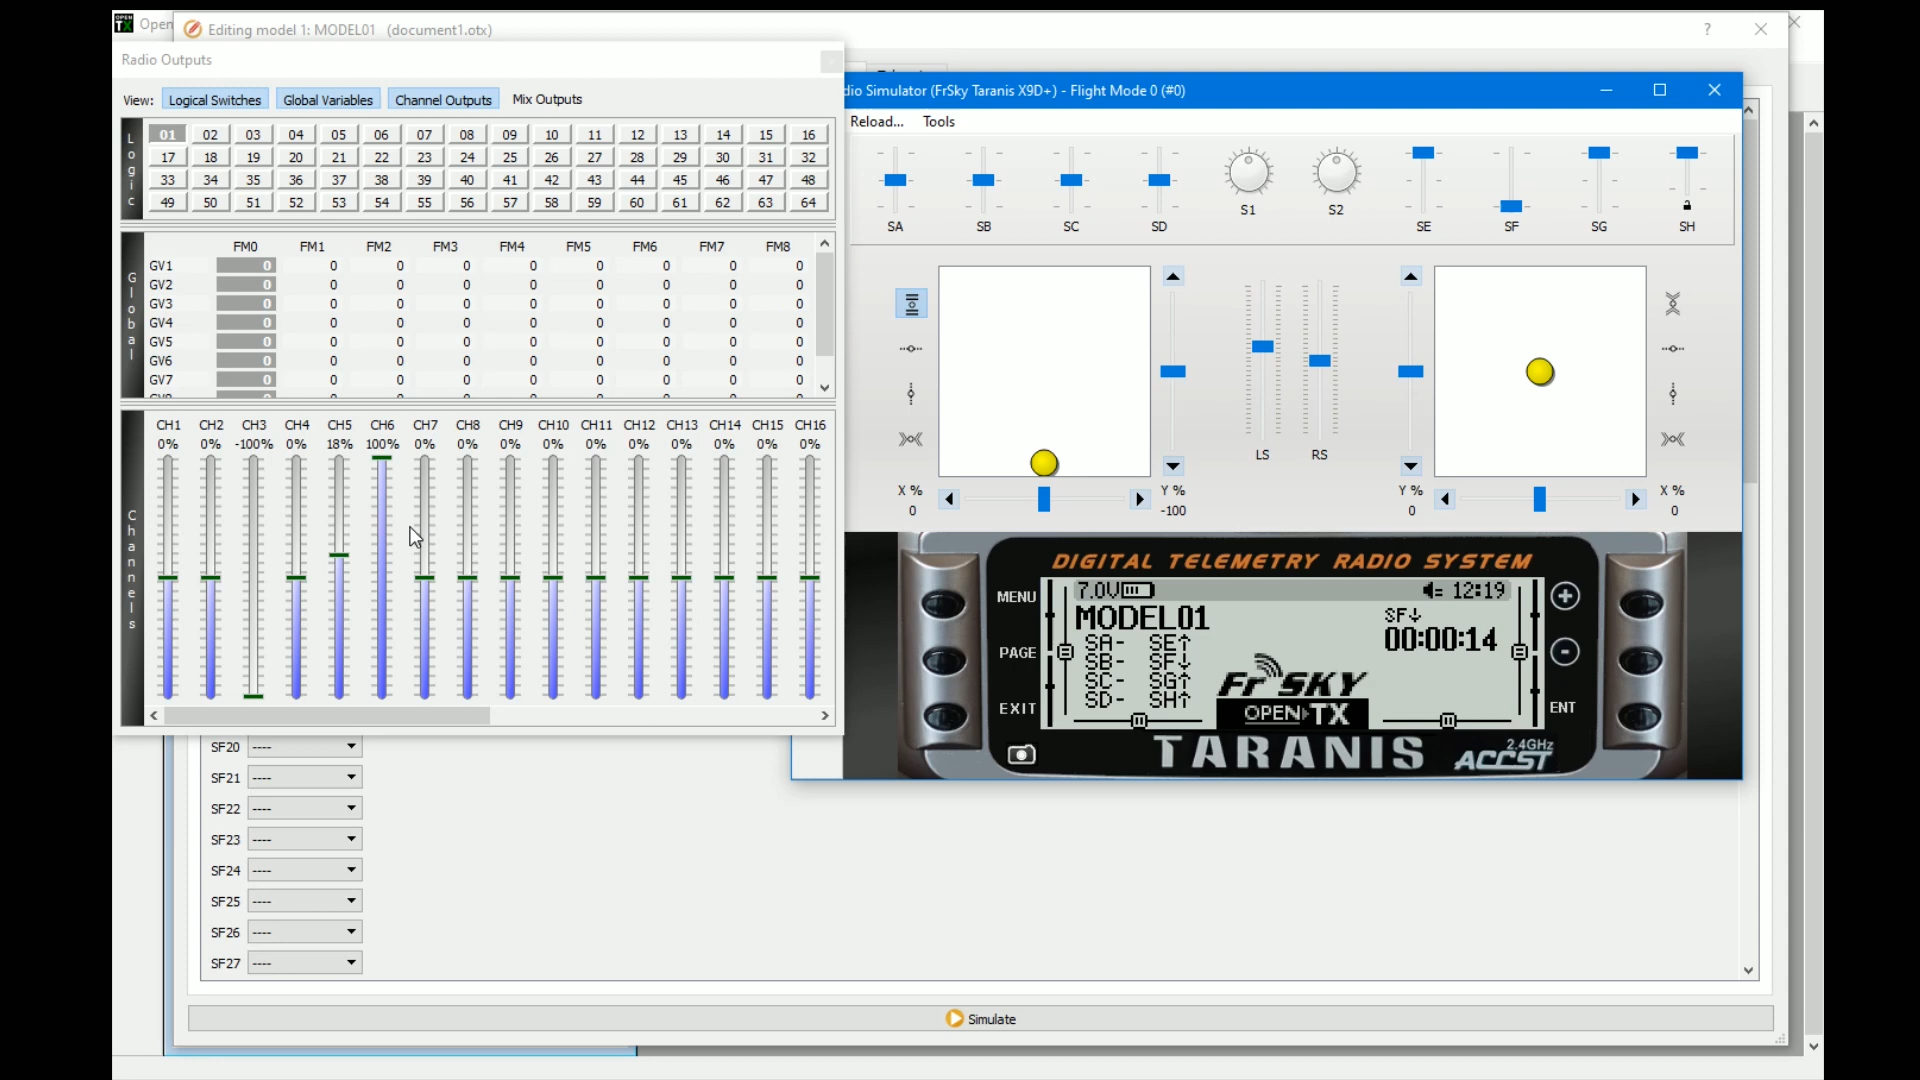 Open
Editing model 1: MODEL01 (document1.otx)
?
Radio Outputs
View: Logical Switches Global Variables Channel Outputs Mix Outputs
Logic
01 02 03 04 05 06 07 08 09 10 11 12 13 14 15 16
17 18 19 20 21 22 23 24 25 26 27 28 29 30 31 32
33 34 35 36 37 38 39 40 41 42 43 44 45 46 47 48
49 50 51 52 53 54 55 56 57 58 59 60 61 62 63 64
Global
FM0 FM1 FM2 FM3 FM4 FM5 FM6 FM7 FM8
GV1 0 0 0 0 0 0 0 0 0
GV2 0 0 0 0 0 0 0 0 0
GV3 0 0 0 0 0 0 0 0 0
GV4 0 0 0 0 0 0 0 0 0
GV5 0 0 0 0 0 0 0 0 0
GV6 0 0 0 0 0 0 0 0 0
GV7 0 0 0 0 0 0 0 0 0
Channels
CH1 CH2 CH3 CH4 CH5 CH6 CH7 CH8 CH9 CH10 CH11 CH12 CH13 CH14 CH15 CH16
0% 0% -100% 0% 18% 100% 0% 0% 0% 0% 0% 0% 0% 0% 0% 0%
dio Simulator (FrSky Taranis X9D+) - Flight Mode 0 (#0)
Reload... Tools
SA SB SC SD S1 S2 SE SF SG SH
LS RS
X % 0 Y % -100
Y % 0 X % 0
DIGITAL TELEMETRY RADIO SYSTEM
MENU
PAGE
EXIT
ENT
7.0V 12:19
MODEL01
SF↓
00:00:14
SA- SE↑
SB- SF↓
SC- SG↑
SD- SH↑
FrSKY
OPENTX
TARANIS
2.4GHz
ACCST
SF20 ----
SF21 ----
SF22 ----
SF23 ----
SF24 ----
SF25 ----
SF26 ----
SF27 ----
Simulate